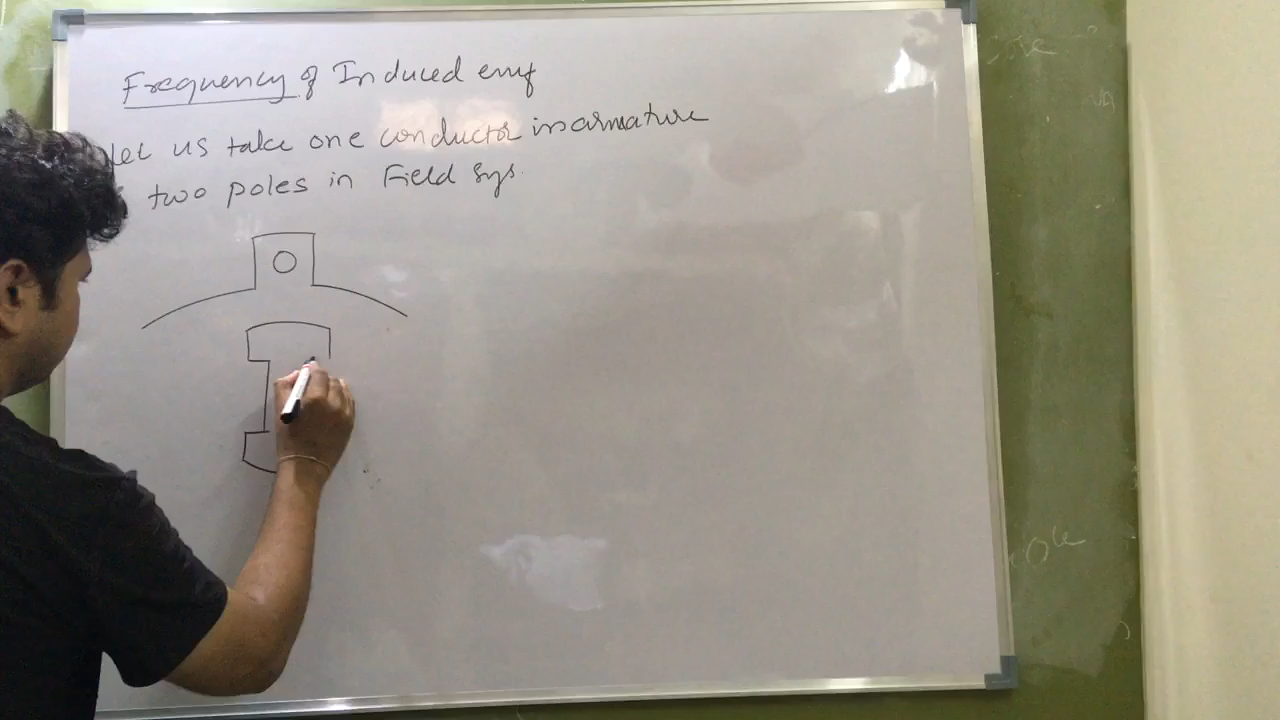 Frequency of Induced emf
let us take one conductor in armature
two poles in Field sys.